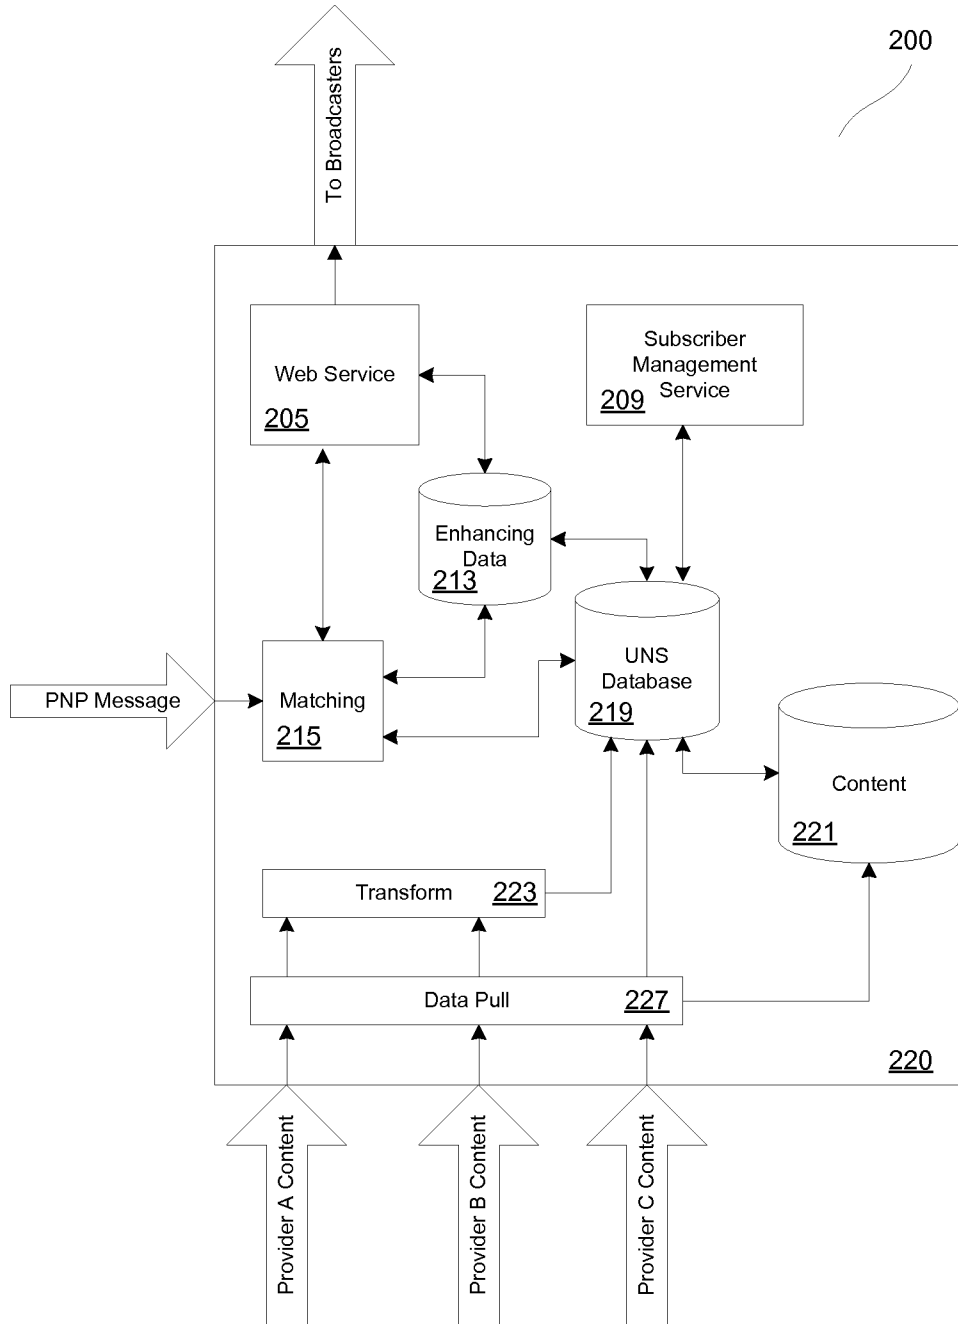 200
To Broadcasters
Web Service
205
Subscriber
Management
Service
209
Enhancing
Data
213
PNP Message
Matching
215
UNS
Database
219
Content
221
Transform
223
Data Pull
227
220
Provider A Content
Provider B Content
Provider C Content